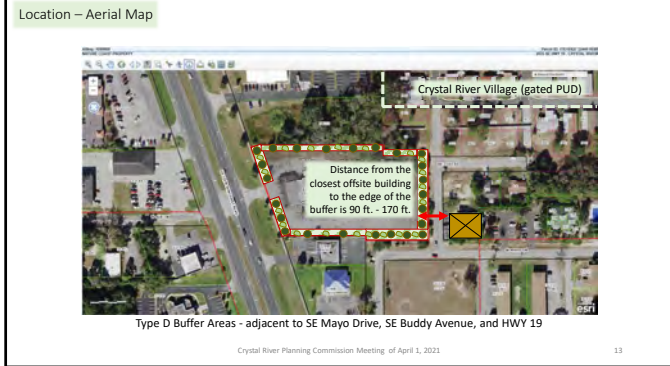 Location – Aerial Map
Crystal River Village (gated PUD)
Distance from the
closest offsite building
to the edge of the
buffer is 90 ft. - 170 ft.
esri
Type D Buffer Areas - adjacent to SE Mayo Drive, SE Buddy Avenue, and HWY 19
Crystal River Planning Commission Meeting of April 1, 2021
13